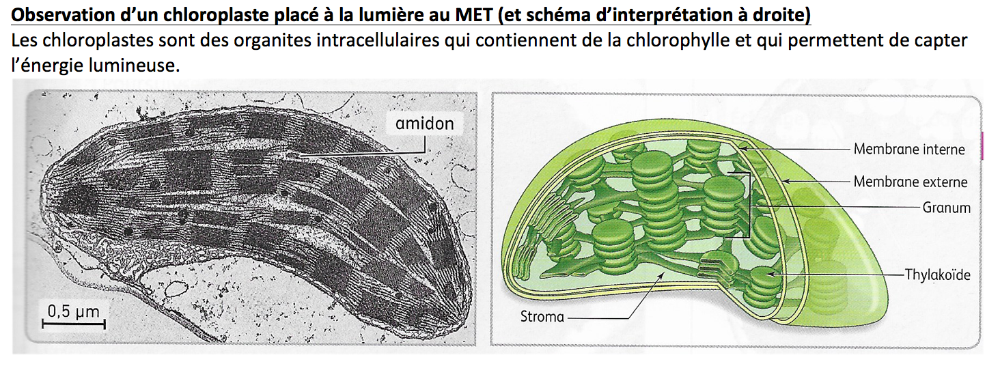 Observation d’un chloroplaste placé à la lumière au MET (et schéma d’interprétation à droite)
Les chloroplastes sont des organites intracellulaires qui contiennent de la chlorophylle et qui permettent de capter
l’énergie lumineuse.
amidon
0,5 µm
Membrane interne
Membrane externe
Granum
Thylakoïde
Stroma